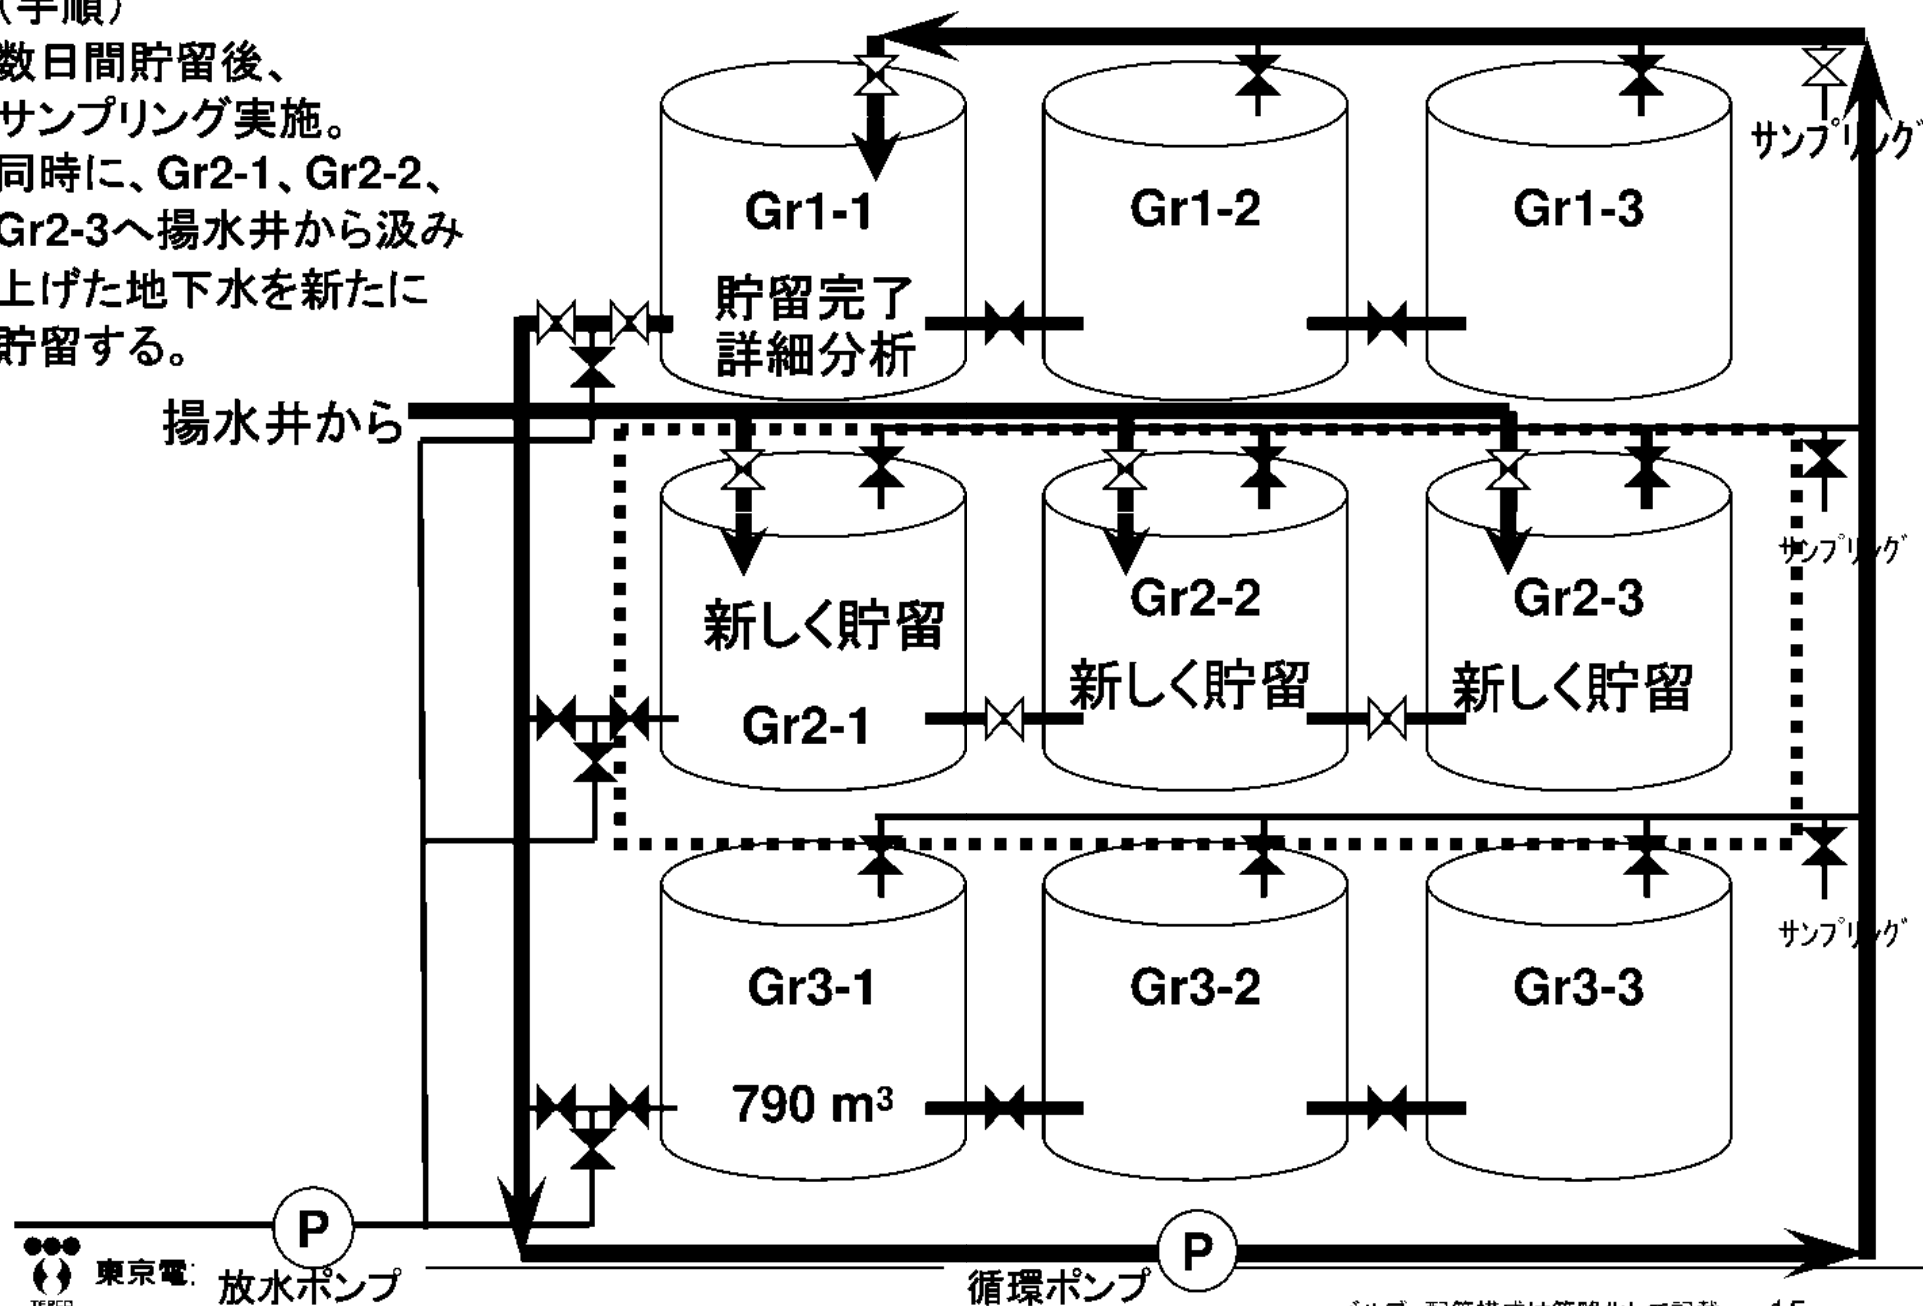 (手順)
数日間貯留後、
サンプリング実施。
同時に、Gr2-1、Gr2-2、
Gr2-3へ揚水井から汲み
上げた地下水を新たに
貯留する。
サンプリング
Gr1-1
Gr1-2
Gr1-3
貯留完了
詳細分析
揚水井から
サンプリング
新しく貯留
Gr2-1
Gr2-2
新しく貯留
Gr2-3
新しく貯留
サンプリング
Gr3-1
Gr3-2
Gr3-3
790 m³
P
P
東京電
放水ポンプ
循環ポンプ
TEPCO
15